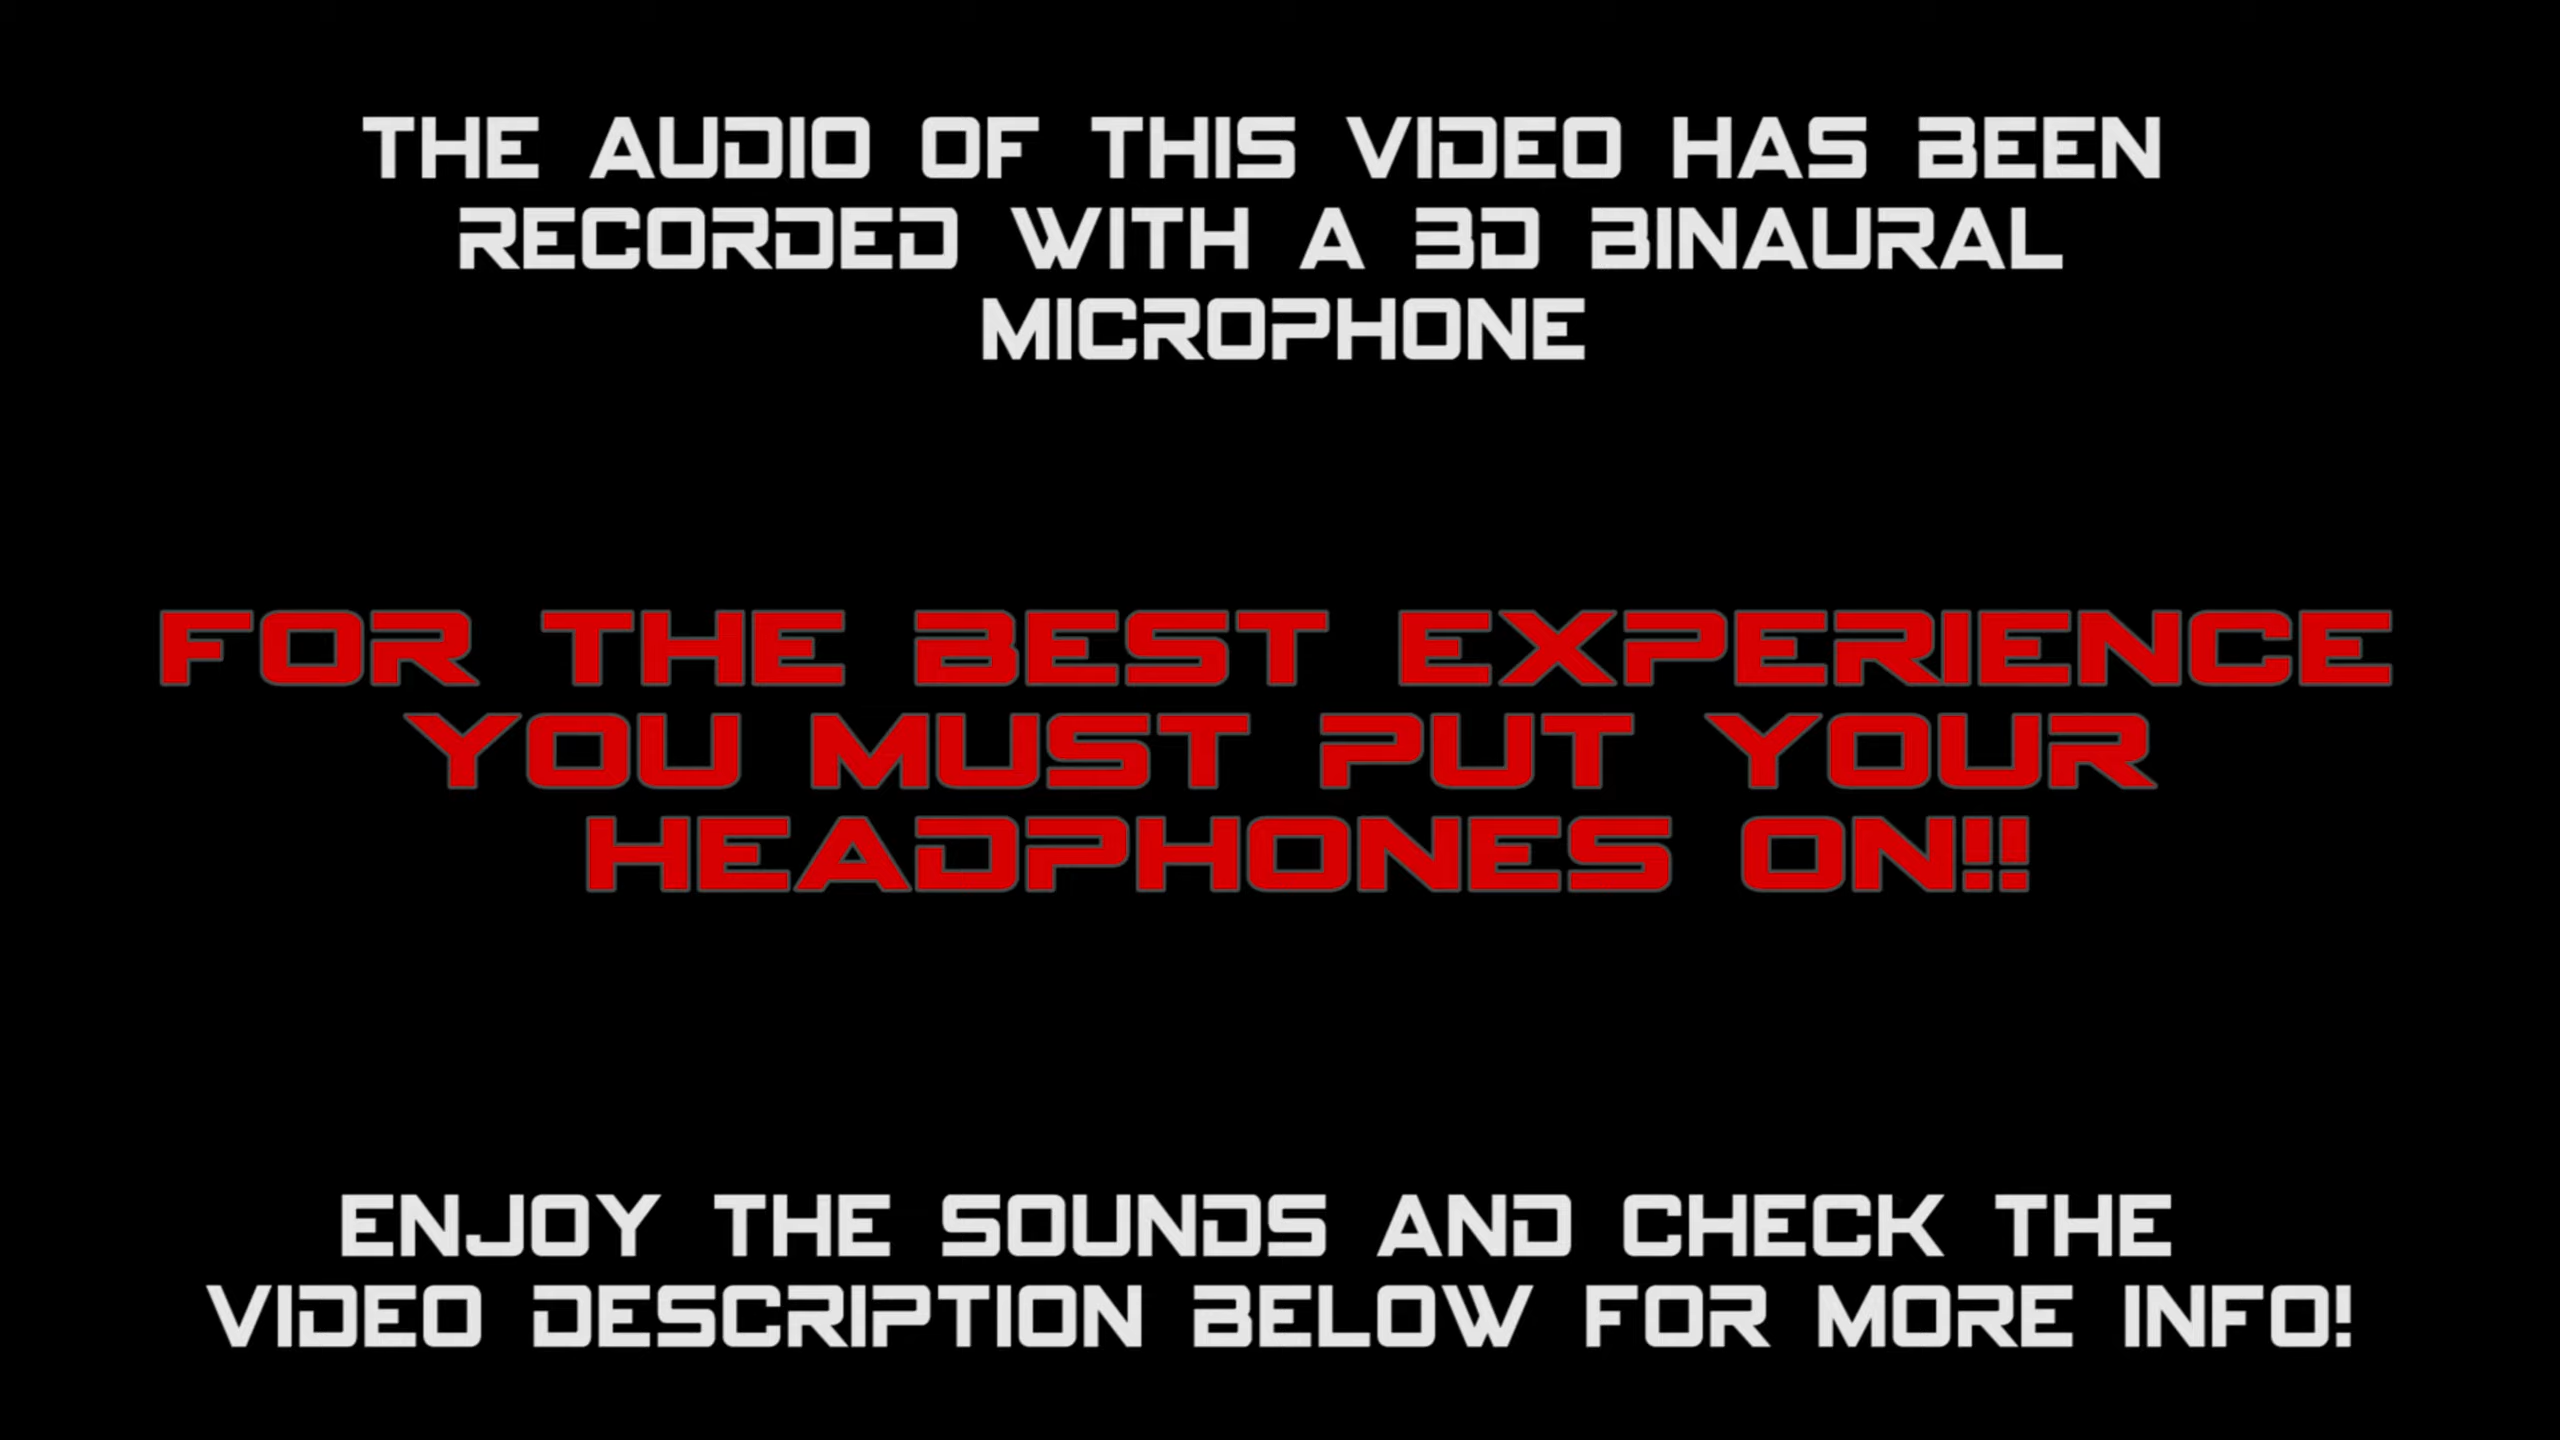 THE AUDIO OF THIS VIDEO HAS BEEN
RECORDED WITH A 3D BINAURAL
MICROPHONE
FOR THE BEST EXPERIENCE
YOU MUST PUT YOUR
HEADPHONES ON!!
ENJOY THE SOUNDS AND CHECK THE
VIDEO DESCRIPTION BELOW FOR MORE INFO!